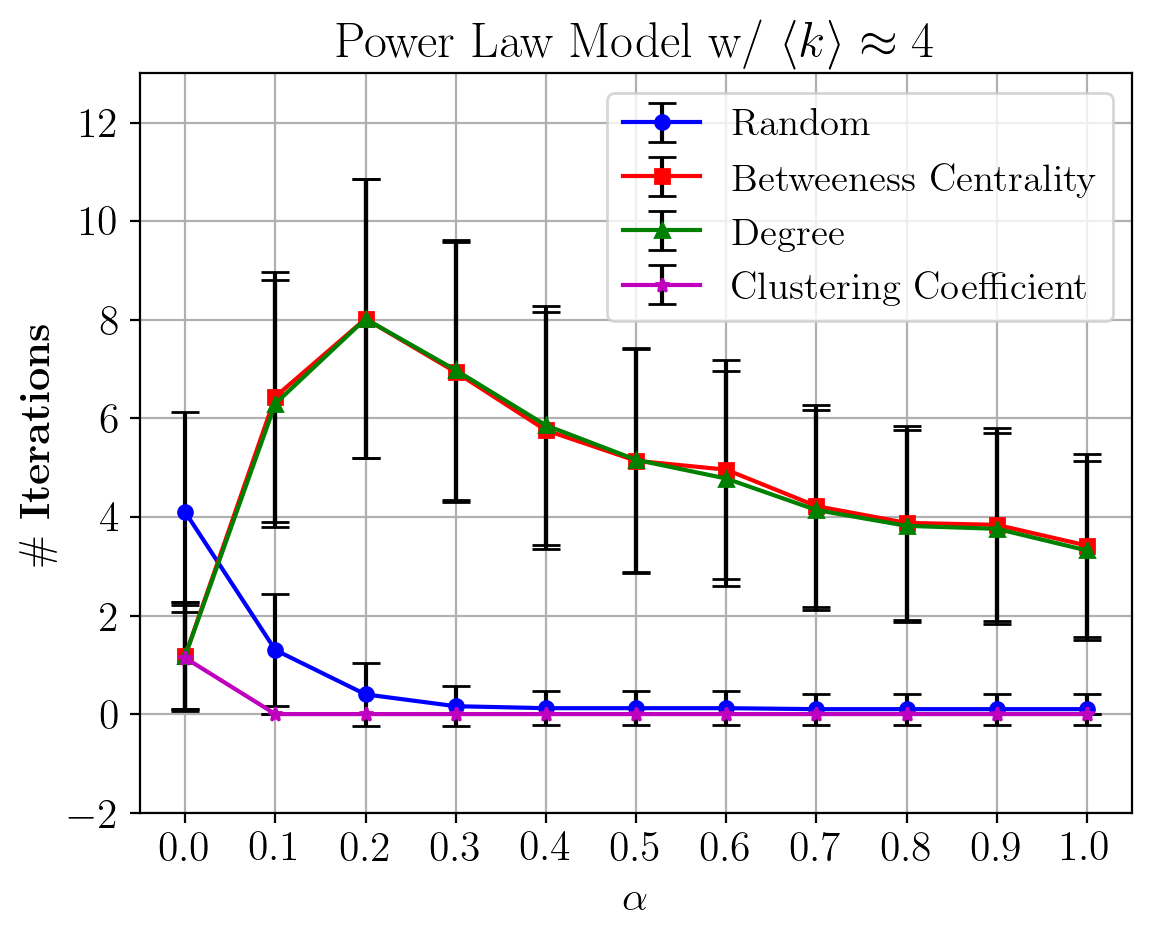 Power Law Model w/ ⟨k⟩ ≈ 4
12
10
8
6
4
2
0
−2
# Iterations
Random
Betweeness Centrality
Degree
Clustering Coefficient
0.0 0.1 0.2 0.3 0.4 0.5 0.6 0.7 0.8 0.9 1.0
α